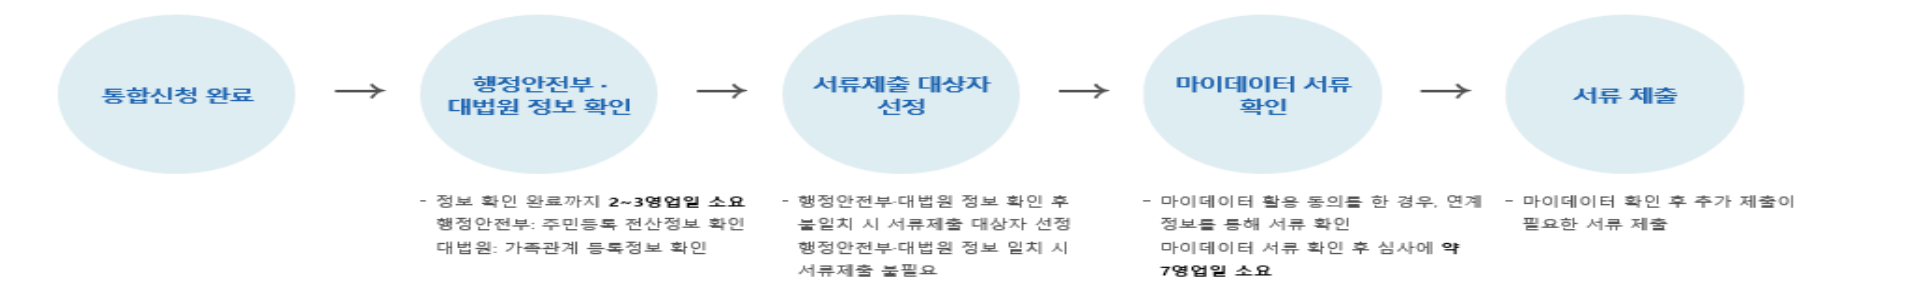 통합신청 완료
→
행정안전부 ·
대법원 정보 확인
→
서류제출 대상자
선정
→
마이데이터 서류
확인
→
서류 제출
- 정보 확인 완료까지 2~3영업일 소요
행정안전부: 주민등록 전산정보 확인
대법원: 가족관계 등록정보 확인
- 행정안전부·대법원 정보 확인 후
불일치 시 서류제출 대상자 선정
행정안전부·대법원 정보 일치 시
서류제출 불필요
- 마이데이터 활용 동의를 한 경우, 연계
정보를 통해 서류 확인
마이데이터 서류 확인 후 심사에 약
7영업일 소요
- 마이데이터 확인 후 추가 제출이
필요한 서류 제출